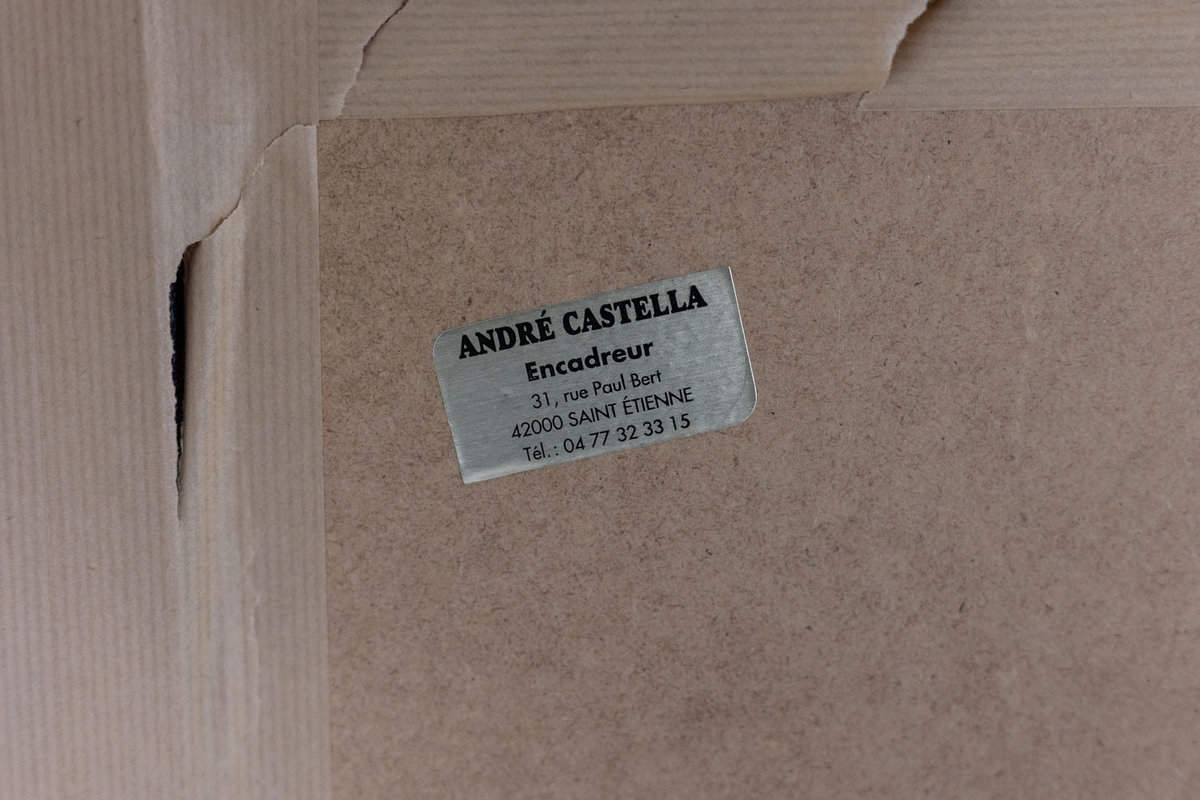 ANDRÉ CASTELLA
Encadreur
31, rue Paul Bert
42000 SAINT ÉTIENNE
Tél. : 04 77 32 33 15